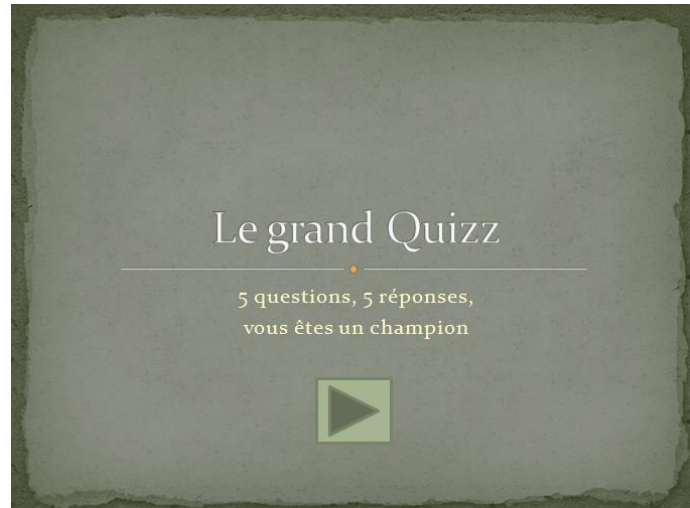 Le grand Quizz
5 questions, 5 réponses,
vous êtes un champion